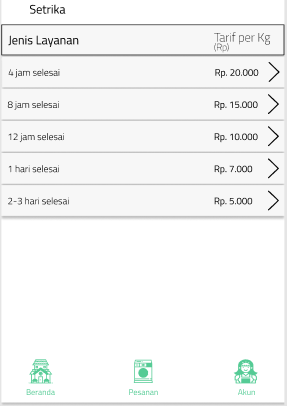 Setrika
Jenis Layanan Tarif per Kg
(Rp)
4 jam selesai Rp. 20.000
8 jam selesai Rp. 15.000
12 jam selesai Rp. 10.000
1 hari selesai Rp. 7.000
2-3 hari selesai Rp. 5.000
Beranda Pesanan Akun